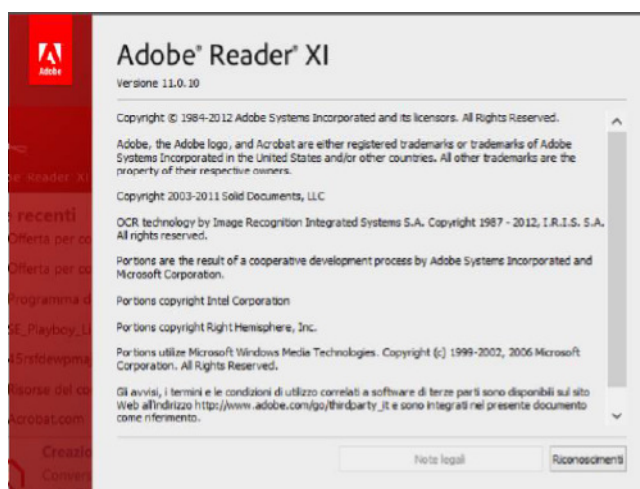 Adobe
Adobe® Reader® XI
Versione 11.0.10
Copyright © 1984-2012 Adobe Systems Incorporated and its licensors. All Rights Reserved.
Adobe, the Adobe logo, and Acrobat are either registered trademarks or trademarks of Adobe
Systems Incorporated in the United States and/or other countries. All other trademarks are the
property of their respective owners.
Copyright 2003-2011 Solid Documents, LLC
OCR technology by Image Recognition Integrated Systems S.A. Copyright 1987 - 2012, I.R.I.S. S.A.
All rights reserved.
Portions are the result of a cooperative development process by Adobe Systems Incorporated and
Microsoft Corporation.
Portions copyright Intel Corporation
Portions copyright Right Hemisphere, Inc.
Portions utilize Microsoft Windows Media Technologies. Copyright (c) 1999-2002, 2006 Microsoft
Corporation. All Rights Reserved.
Gli avvisi, i termini e le condizioni di utilizzo correlati a software di terze parti sono disponibili sul sito
Web all'indirizzo http://www.adobe.com/go/thirdparty_it e sono integrati nel presente documento
come riferimento.
Note legali
Riconoscimenti
Reader XI
recenti
Offerta per co
Offerta per co
Programma d
SE_Playboy_Li
Risorse del co
Acrobat.com
Creazio
Conver